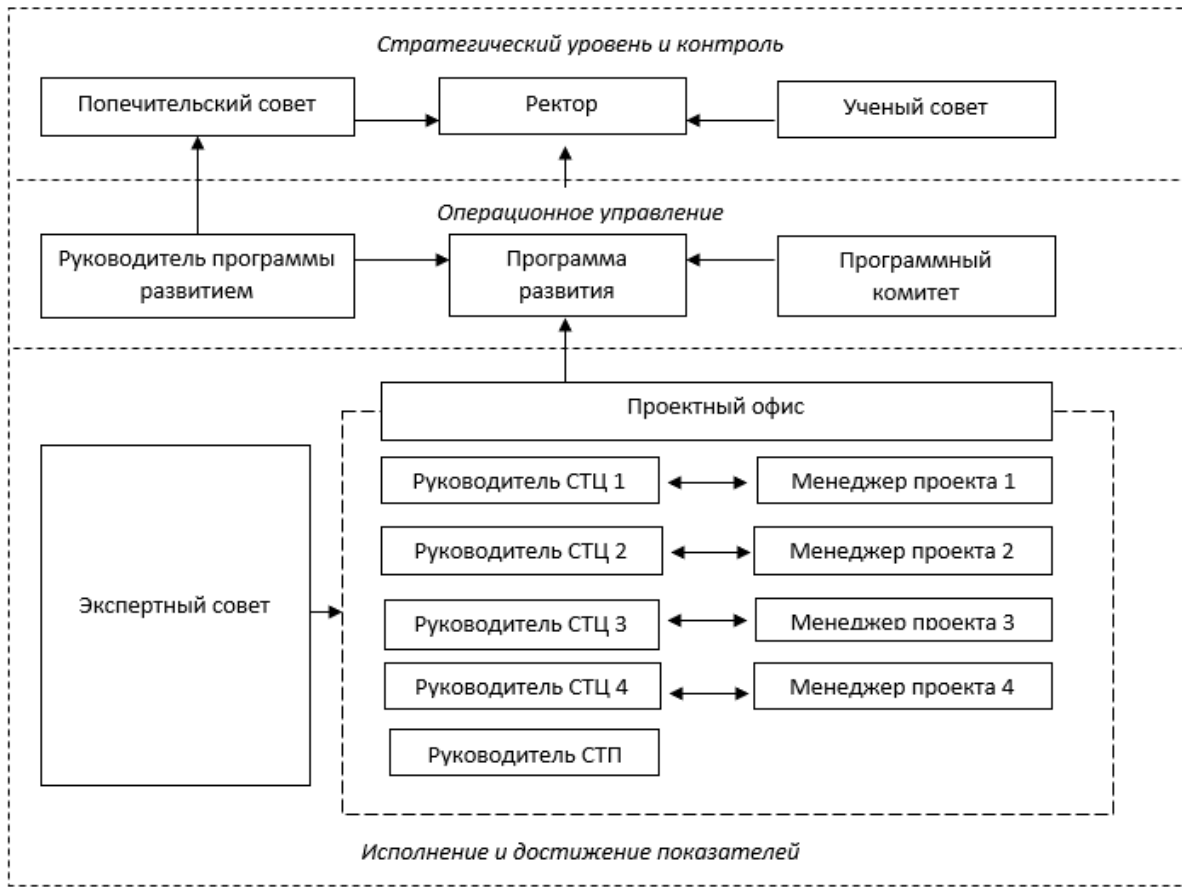 Стратегический уровень и контроль
Попечительский совет
Ректор
Ученый совет
Операционное управление
Руководитель программы
развитием
Программа
развития
Программный
комитет
Проектный офис
Экспертный совет
Руководитель СТЦ 1
Менеджер проекта 1
Руководитель СТЦ 2
Менеджер проекта 2
Руководитель СТЦ 3
Менеджер проекта 3
Руководитель СТЦ 4
Менеджер проекта 4
Руководитель СТП
Исполнение и достижение показателей